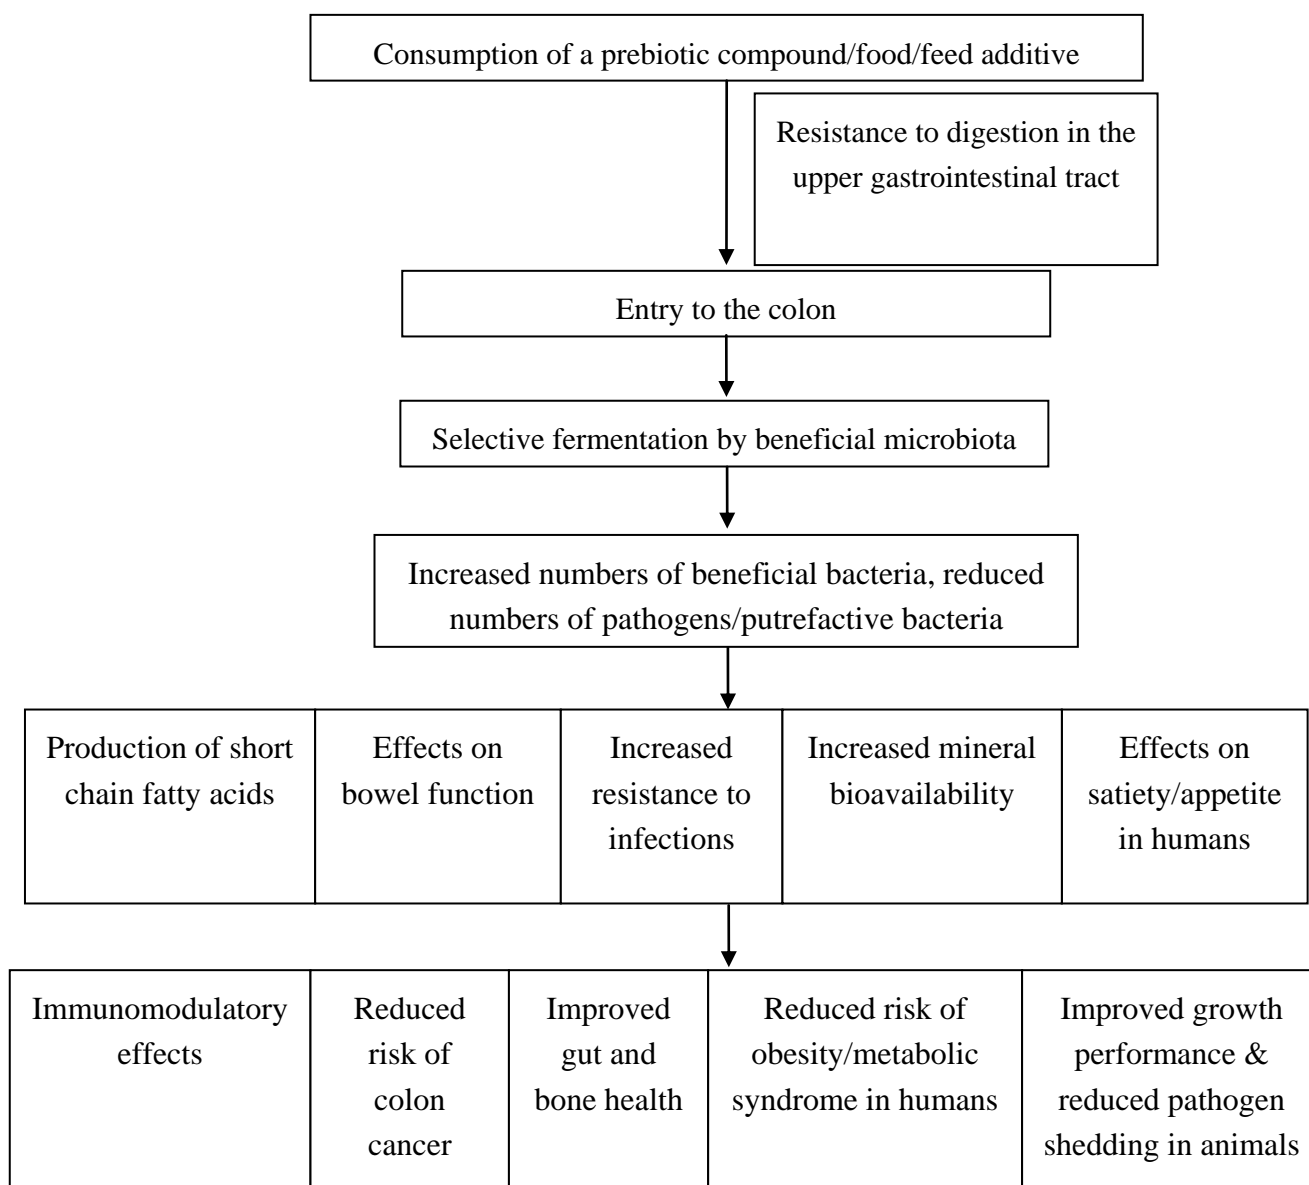 Consumption of a prebiotic compound/food/feed additive
Resistance to digestion in the
upper gastrointestinal tract
Entry to the colon
Selective fermentation by beneficial microbiota
Increased numbers of beneficial bacteria, reduced
numbers of pathogens/putrefactive bacteria
Production of short
chain fatty acids
Effects on
bowel function
Increased
resistance to
infections
Increased mineral
bioavailability
Effects on
satiety/appetite
in humans
Immunomodulatory
effects
Reduced
risk of
colon
cancer
Improved
gut and
bone health
Reduced risk of
obesity/metabolic
syndrome in humans
Improved growth
performance &
reduced pathogen
shedding in animals